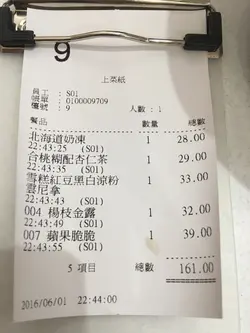 9
上菜紙
員工 : S01
帳單 : 0100009709
檯號 : 9 人數 : 1
餐品 數量 總數
北海道奶凍 1 28.00
22:43:25 (S01)
合桃糊配杏仁茶 1 29.00
22:43:35 (S01)
雪糕紅豆黑白涼粉 1 33.00
雲尼拿
22:43:43 (S01)
004 楊枝金露 1 32.00
22:43:49 (S01)
007 蘋果脆脆 1 39.00
22:43:55 (S01)
5 項目 總數 161.00
2016/06/01 22:44:00